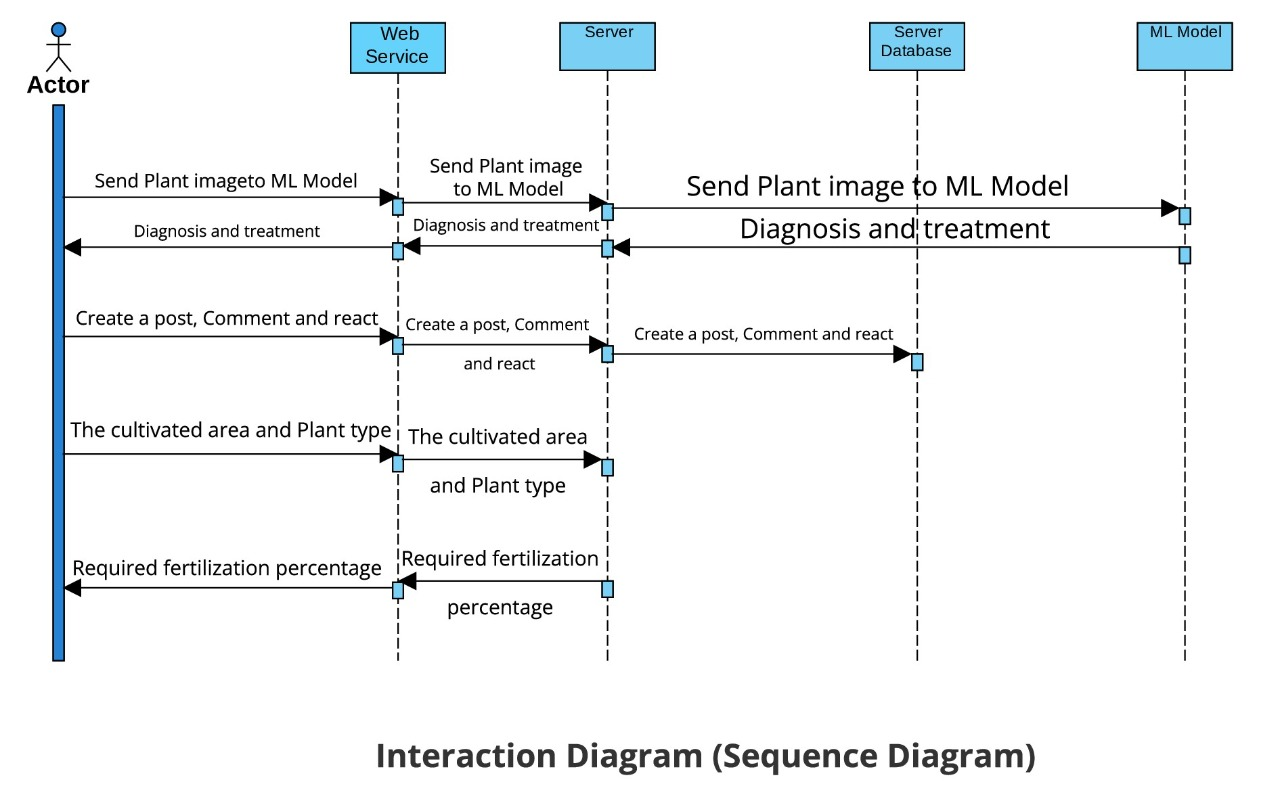 Actor
Web
Service
Server
Server
Database
ML Model
Send Plant imageto ML Model
Send Plant image
to ML Model
Send Plant image to ML Model
Diagnosis and treatment
Diagnosis and treatment
Diagnosis and treatment
Create a post, Comment and react
Create a post, Comment
and react
Create a post, Comment and react
The cultivated area and Plant type
The cultivated area
and Plant type
Required fertilization percentage
Required fertilization
percentage
Interaction Diagram (Sequence Diagram)